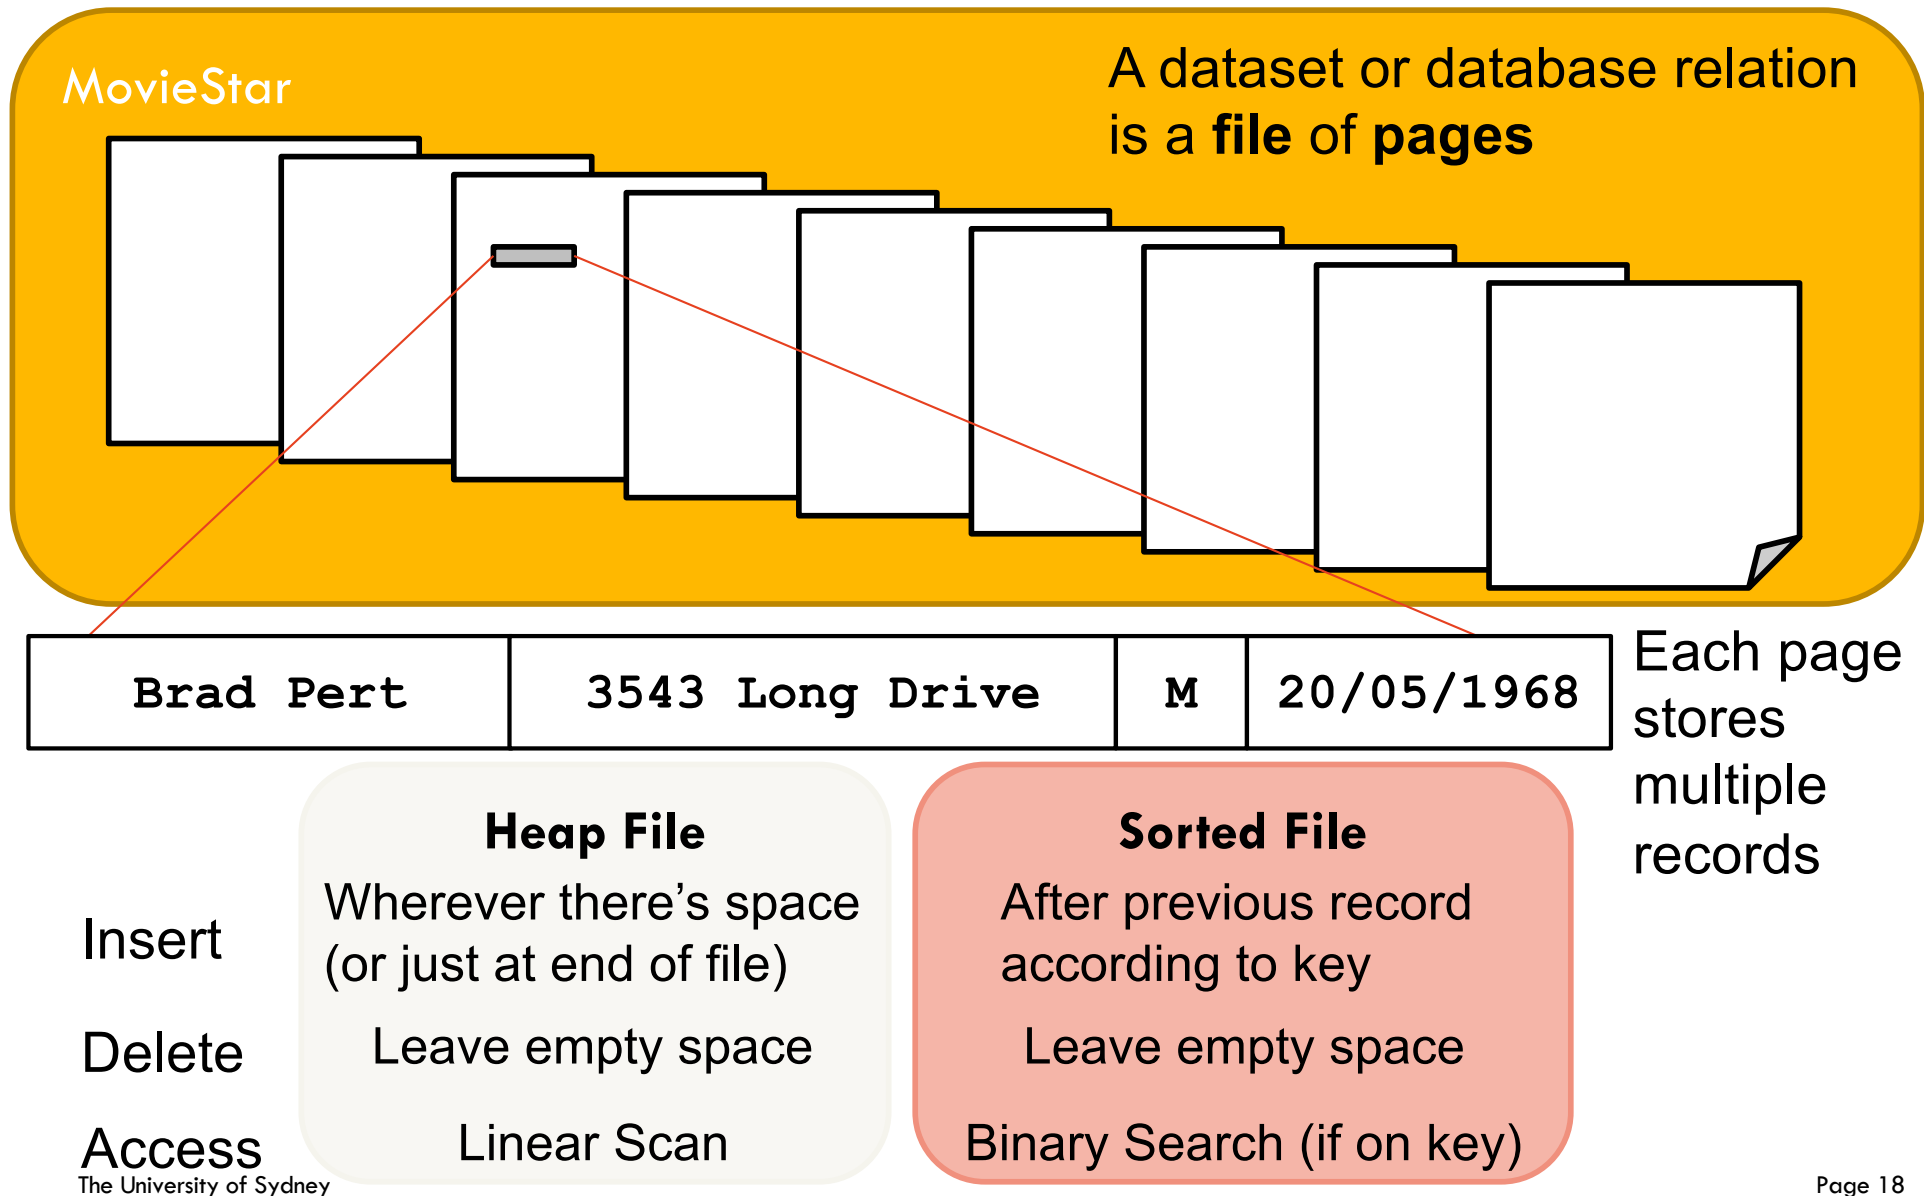 MovieStar
A dataset or database relation
is a file of pages
Brad Pert 3543 Long Drive M 20/05/1968
Each page
stores
multiple
records
Heap File Sorted File
Insert
Wherever there's space
(or just at end of file)
After previous record
according to key
Delete Leave empty space Leave empty space
Access Linear Scan Binary Search (if on key)
The University of Sydney Page 18